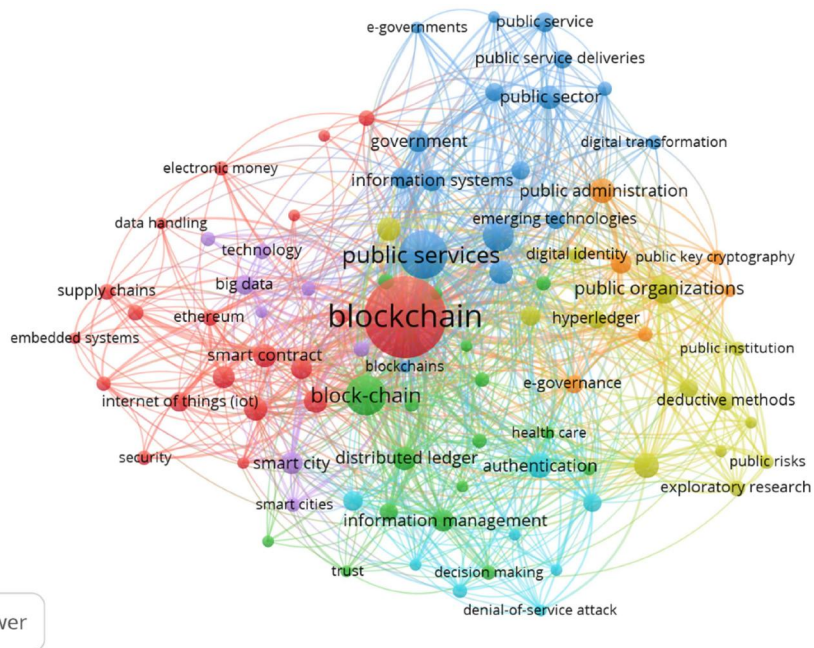 public service
e-governments
public service deliveries
public sector
government
digital transformation
electronic money
information systems
public administration
data handling
emerging technologies
technology
public services
digital identity
public key cryptography
big data
supply chains
public organizations
ethereum
blockchain
hyperledger
embedded systems
public institution
smart contract
blockchains
e-governance
block-chain
internet of things (iot)
deductive methods
health care
security
smart city
distributed ledger
authentication
public risks
exploratory research
smart cities
information management
trust
decision making
denial-of-service attack
wer